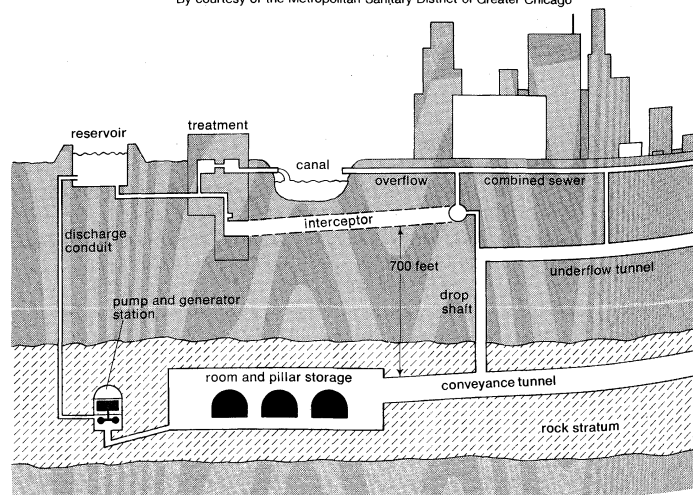 By courtesy of the Metropolitan Sanitary District of Greater Chicago
reservoir
treatment
canal
overflow
combined sewer
interceptor
discharge
conduit
700 feet
underflow tunnel
pump and generator
station
drop
shaft
room and pillar storage
conveyance tunnel
rock stratum